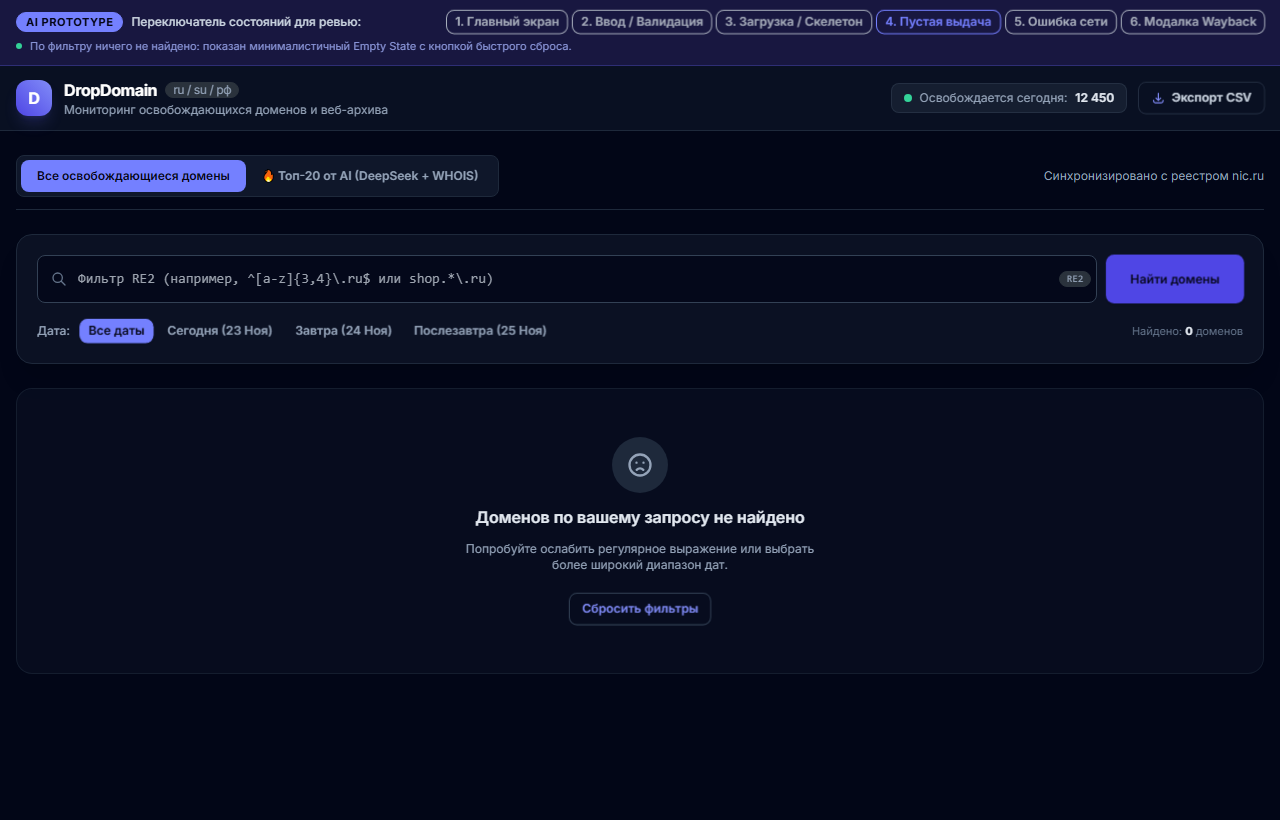 AI PROTOTYPE Переключатель состояний для ревью: 1. Главный экран 2. Ввод / Валидация 3. Загрузка / Скелетон 4. Пустая выдача 5. Ошибка сети 6. Модалка Wayback
По фильтру ничего не найдено: показан минималистичный Empty State с кнопкой быстрого сброса.
D DropDomain ru / su / рф
Мониторинг освобождающихся доменов и веб-архива
Освобождается сегодня: 12 450 Экспорт CSV
Все освобождающиеся домены 🔥 Топ-20 от AI (DeepSeek + WHOIS) Синхронизировано с реестром nic.ru
Фильтр RE2 (например, ^[a-z]{3,4}\.ru$ или shop.*\.ru) RE2 Найти домены
Дата: Все даты Сегодня (23 Ноя) Завтра (24 Ноя) Послезавтра (25 Ноя) Найдено: 0 доменов
Доменов по вашему запросу не найдено
Попробуйте ослабить регулярное выражение или выбрать
более широкий диапазон дат.
Сбросить фильтры